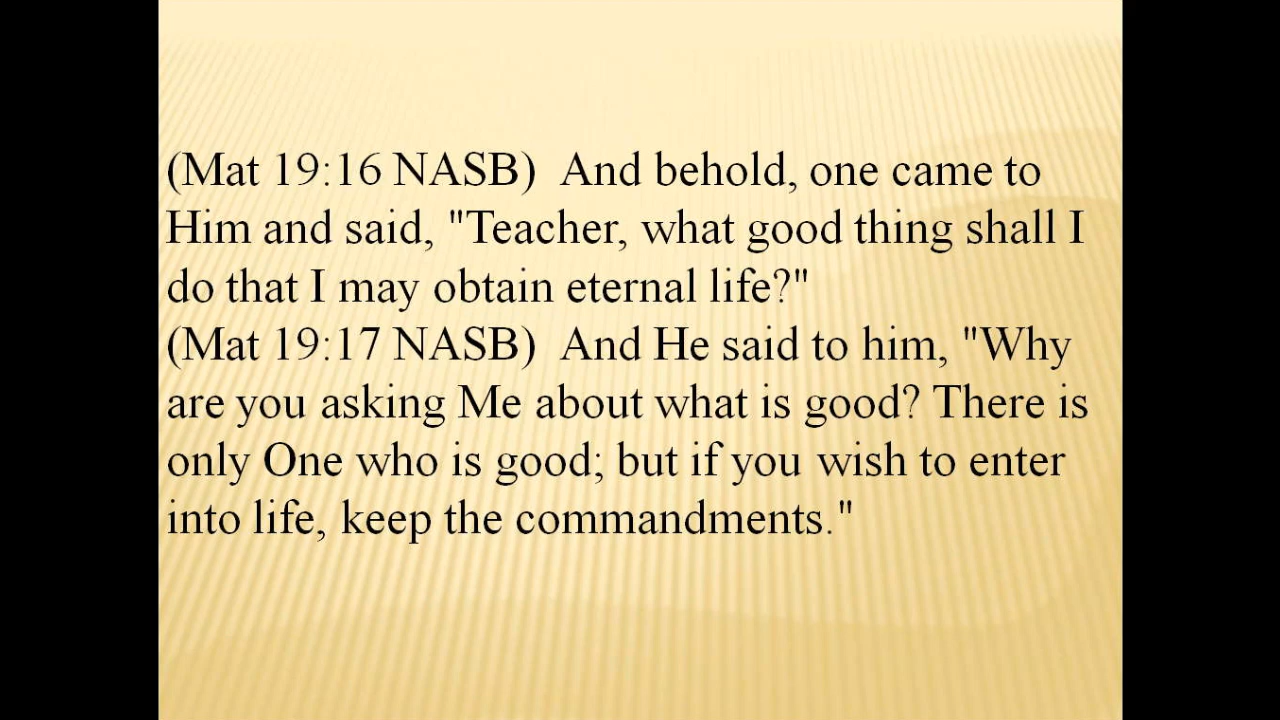 (Mat 19:16 NASB)  And behold, one came to
Him and said, "Teacher, what good thing shall I
do that I may obtain eternal life?"
(Mat 19:17 NASB)  And He said to him, "Why
are you asking Me about what is good? There is
only One who is good; but if you wish to enter
into life, keep the commandments."